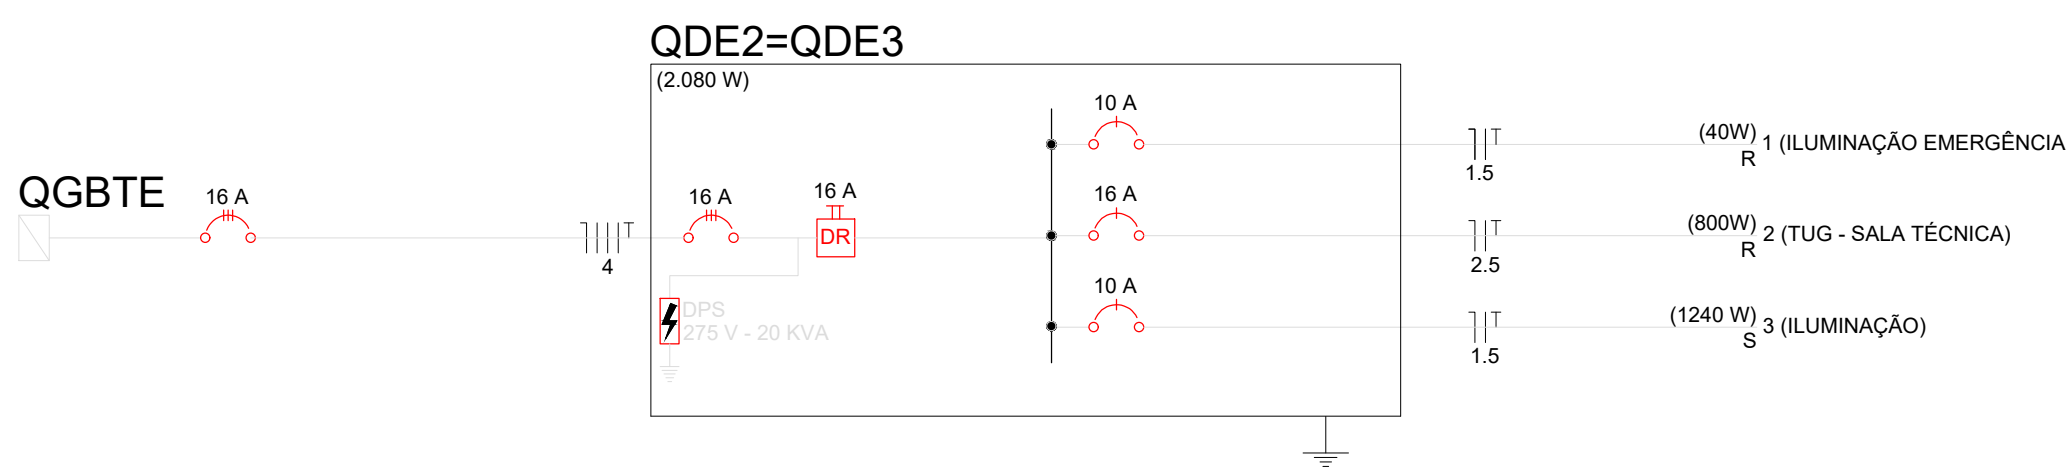 QDE2=QDE3
(2.080 W)
QGBTE
16 A
4
16 A
16 A
DR
DPS
275 V - 20 KVA
10 A
1.5
(40W)
R
1 (ILUMINAÇÃO EMERGÊNCIA
16 A
2.5
(800W)
R
2 (TUG - SALA TÉCNICA)
10 A
1.5
(1240 W)
S
3 (ILUMINAÇÃO)